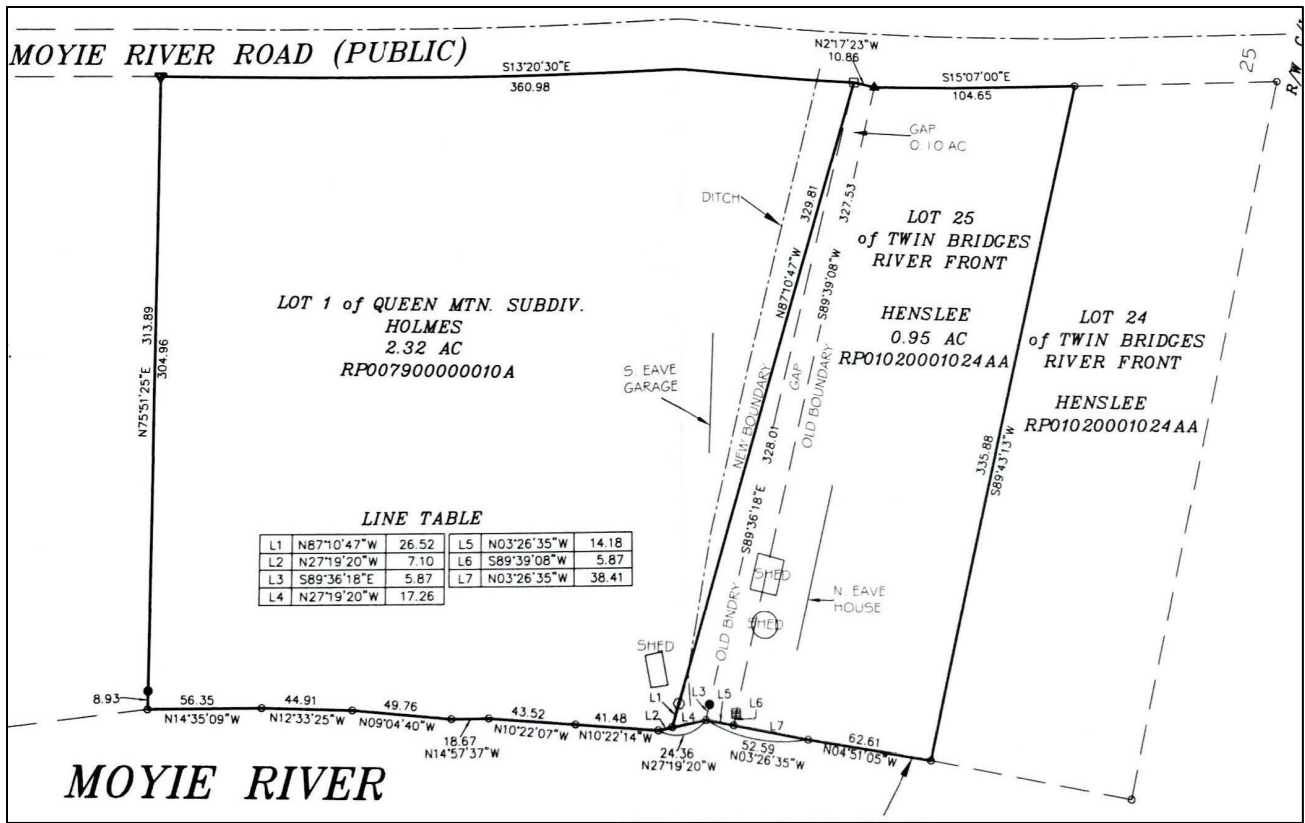 MOYIE RIVER ROAD (PUBLIC)
S13°20'30"E
360.98
N2°17'23"W
10.86
S15°07'00"E
104.65
25
GAP
0.10 AC
DITCH
329.81
N87°10'47"W
327.53
S89°39'08"W
LOT 25
of TWIN BRIDGES
RIVER FRONT
HENSLEE
0.95 AC
RP01020001024AA
LOT 24
of TWIN BRIDGES
RIVER FRONT
HENSLEE
RP01020001024AA
LOT 1 of QUEEN MTN. SUBDIV.
HOLMES
2.32 AC
RP007900000010A
N75°51'25"E 313.89
304.96
S. EAVE
GARAGE
NEW BOUNDARY
GAP
OLD BOUNDARY
328.01
S89°36'18"E
335.88
S89°43'13"W
LINE TABLE
L1 N87°10'47"W 26.52 L5 N03°26'35"W 14.18
L2 N27°19'20"W 7.10 L6 S89°39'08"W 5.87
L3 S89°36'18"E 5.87 L7 N03°26'35"W 38.41
L4 N27°19'20"W 17.26
SHED
SHED
N. EAVE
HOUSE
OLD BNDRY
SHED
L1
L2
L3
L4
L5
L6
L7
8.93
56.35
N14°35'09"W
44.91
N12°33'25"W
49.76
N09°04'40"W
18.67
N14°57'37"W
43.52
N10°22'07"W
41.48
N10°22'14"W
24.36
N27°19'20"W
52.59
N03°26'35"W
62.61
N04°51'05"W
MOYIE RIVER